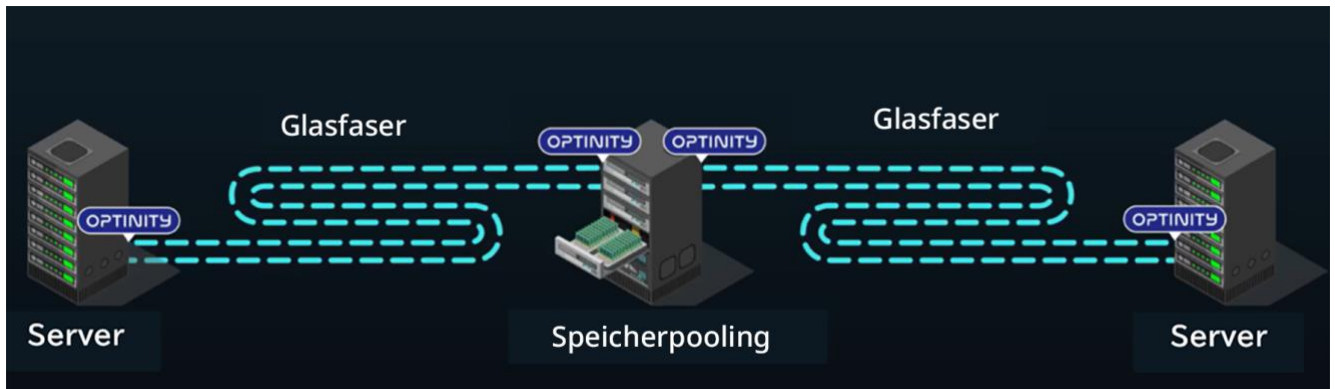 Glasfaser
Glasfaser
OPTINITY
OPTINITY
OPTINITY
OPTINITY
Server
Speicherpooling
Server